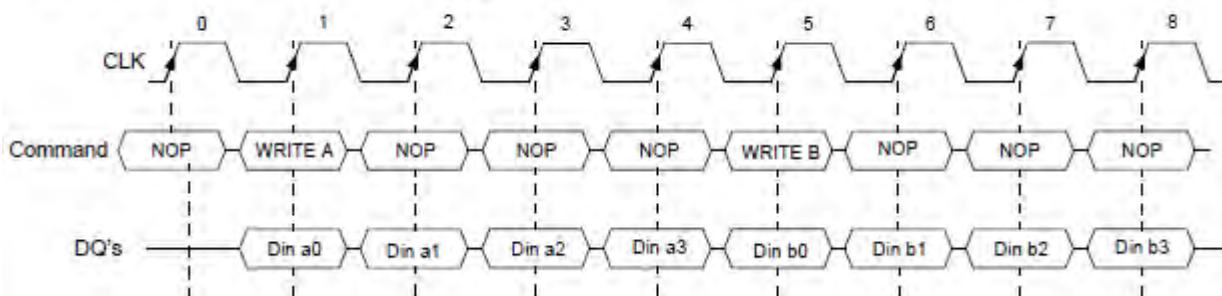 0 1 2 3 4 5 6 7 8
CLK
Command NOP WRITE A NOP NOP NOP WRITE B NOP NOP NOP
DQ's Din a0 Din a1 Din a2 Din a3 Din b0 Din b1 Din b2 Din b3